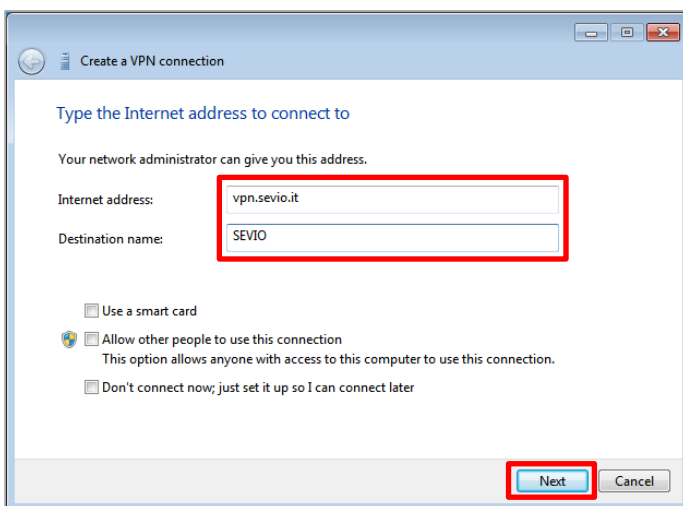 Create a VPN connection
Type the Internet address to connect to
Your network administrator can give you this address.
Internet address: vpn.sevio.it
Destination name: SEVIO
Use a smart card
Allow other people to use this connection
This option allows anyone with access to this computer to use this connection.
Don't connect now; just set it up so I can connect later
Next Cancel